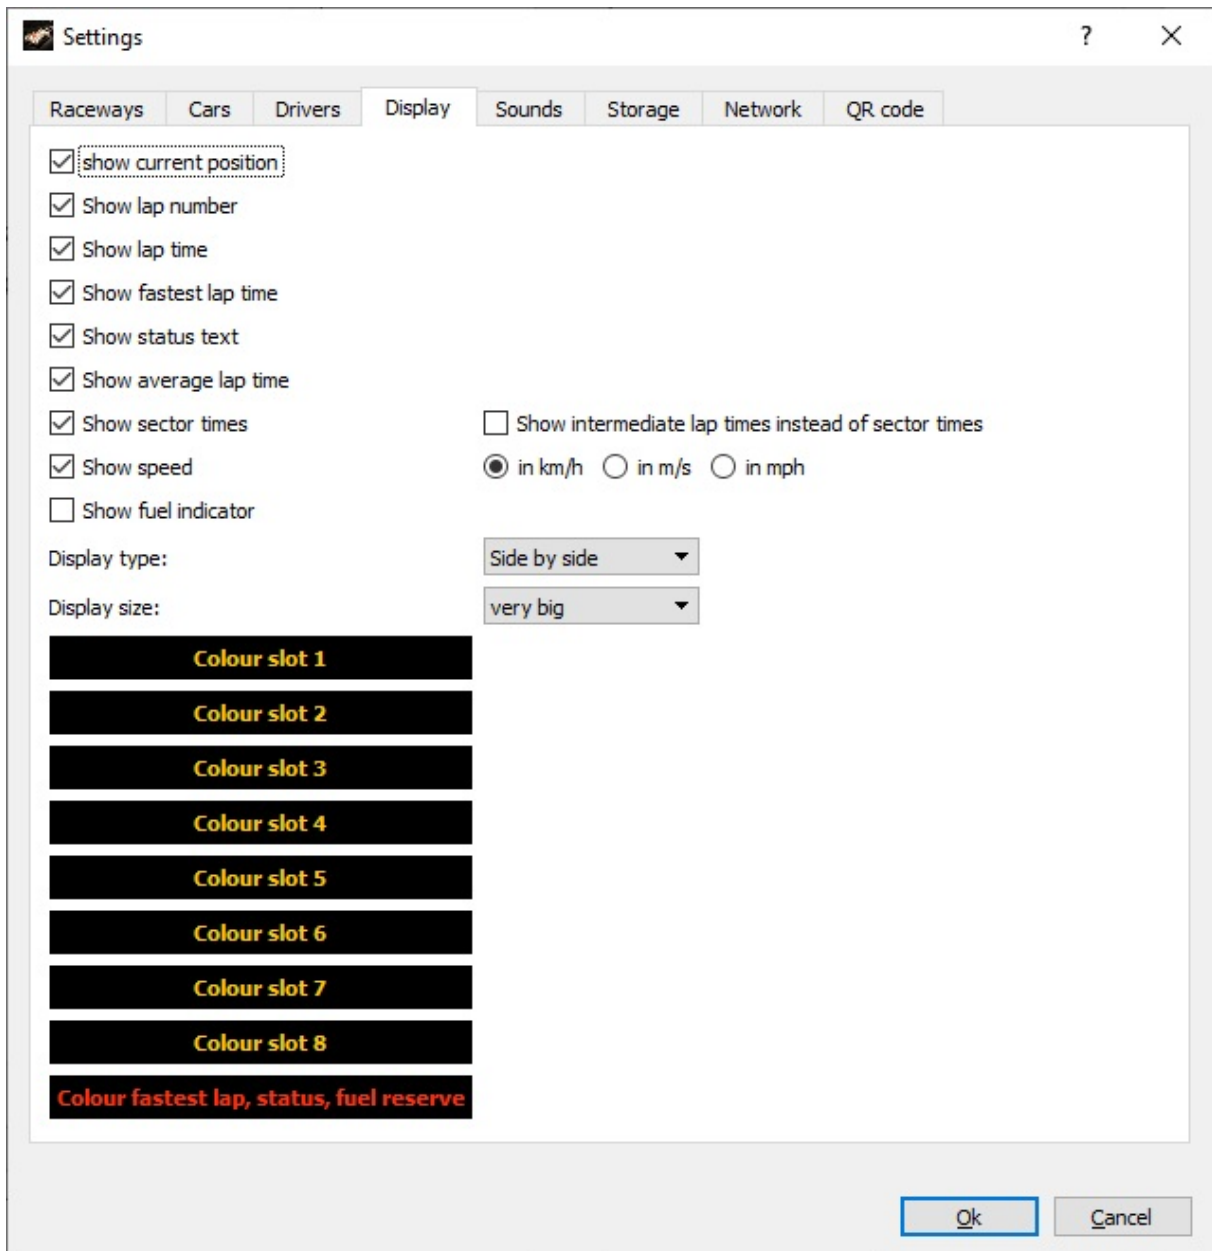 Settings
?
Raceways Cars Drivers Display Sounds Storage Network QR code
show current position
Show lap number
Show lap time
Show fastest lap time
Show status text
Show average lap time
Show sector times Show intermediate lap times instead of sector times
Show speed in km/h in m/s in mph
Show fuel indicator
Display type: Side by side
Display size: very big
Colour slot 1
Colour slot 2
Colour slot 3
Colour slot 4
Colour slot 5
Colour slot 6
Colour slot 7
Colour slot 8
Colour fastest lap, status, fuel reserve
Ok Cancel